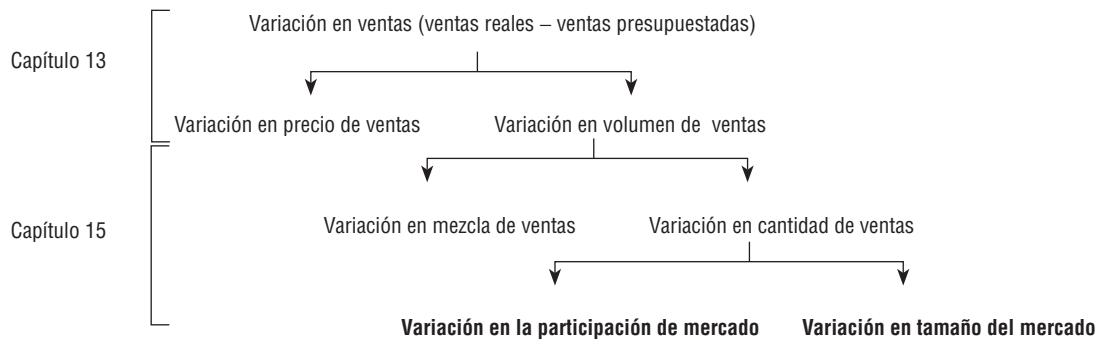 Variación en ventas (ventas reales – ventas presupuestadas)
Capítulo 13
Variación en precio de ventas
Variación en volumen de ventas
Capítulo 15
Variación en mezcla de ventas
Variación en cantidad de ventas
Variación en la participación de mercado
Variación en tamaño del mercado